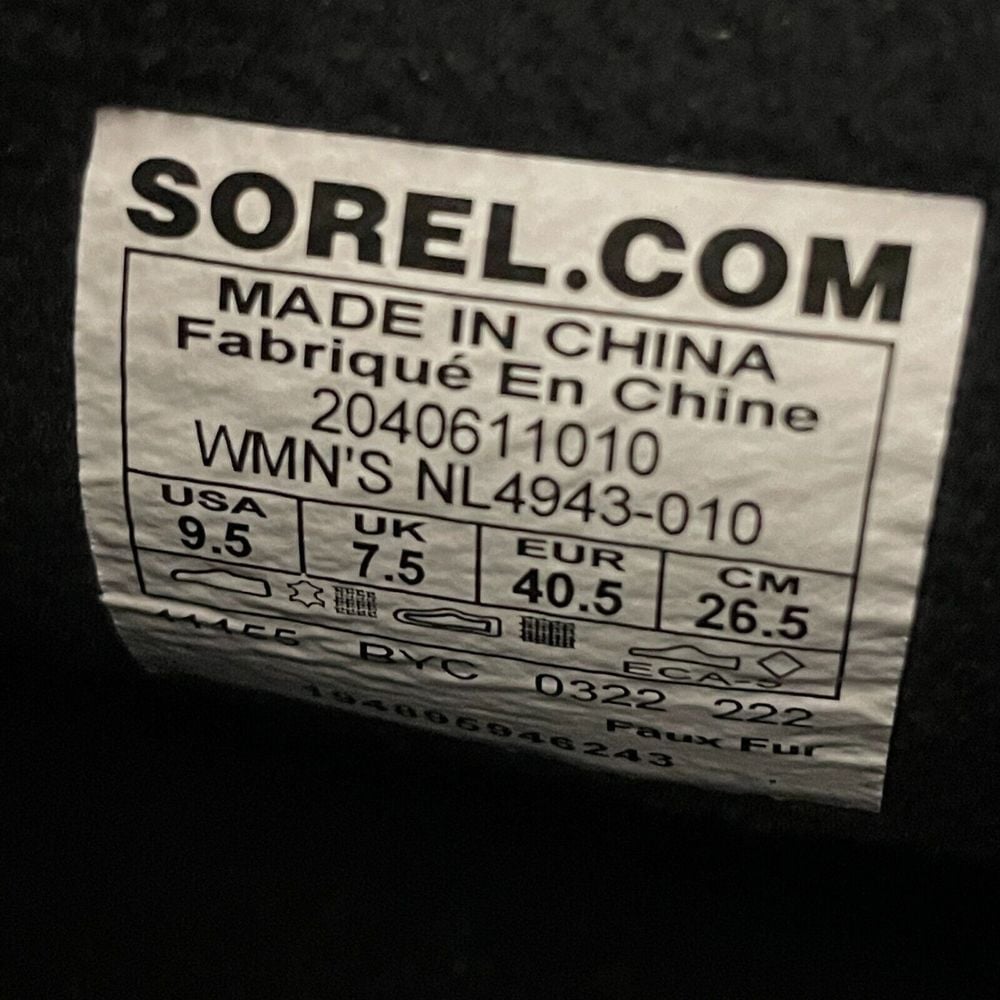 SOREL.COM
MADE IN CHINA
Fabriqué En Chine
2040611010
WMN'S NL4943-010
USA UK EUR CM
9.5 7.5 40.5 26.5
BYC 0322 222
Faux Fur
194895946243